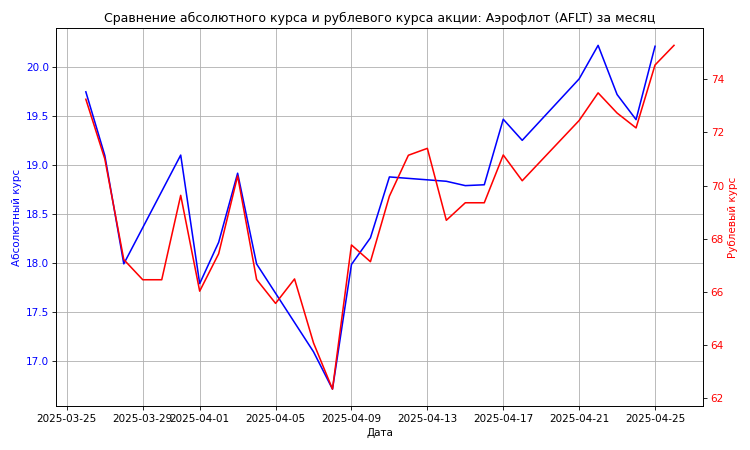 Сравнение абсолютного курса и рублевого курса акции: Аэрофлот (AFLT) за месяц
Абсолютный курс
20.0
19.5
19.0
18.5
18.0
17.5
17.0
74
72
70
68
66
64
62
Рублевый курс
2025-03-25 2025-03-29 2025-04-01 2025-04-05 2025-04-09 2025-04-13 2025-04-17 2025-04-21 2025-04-25
Дата